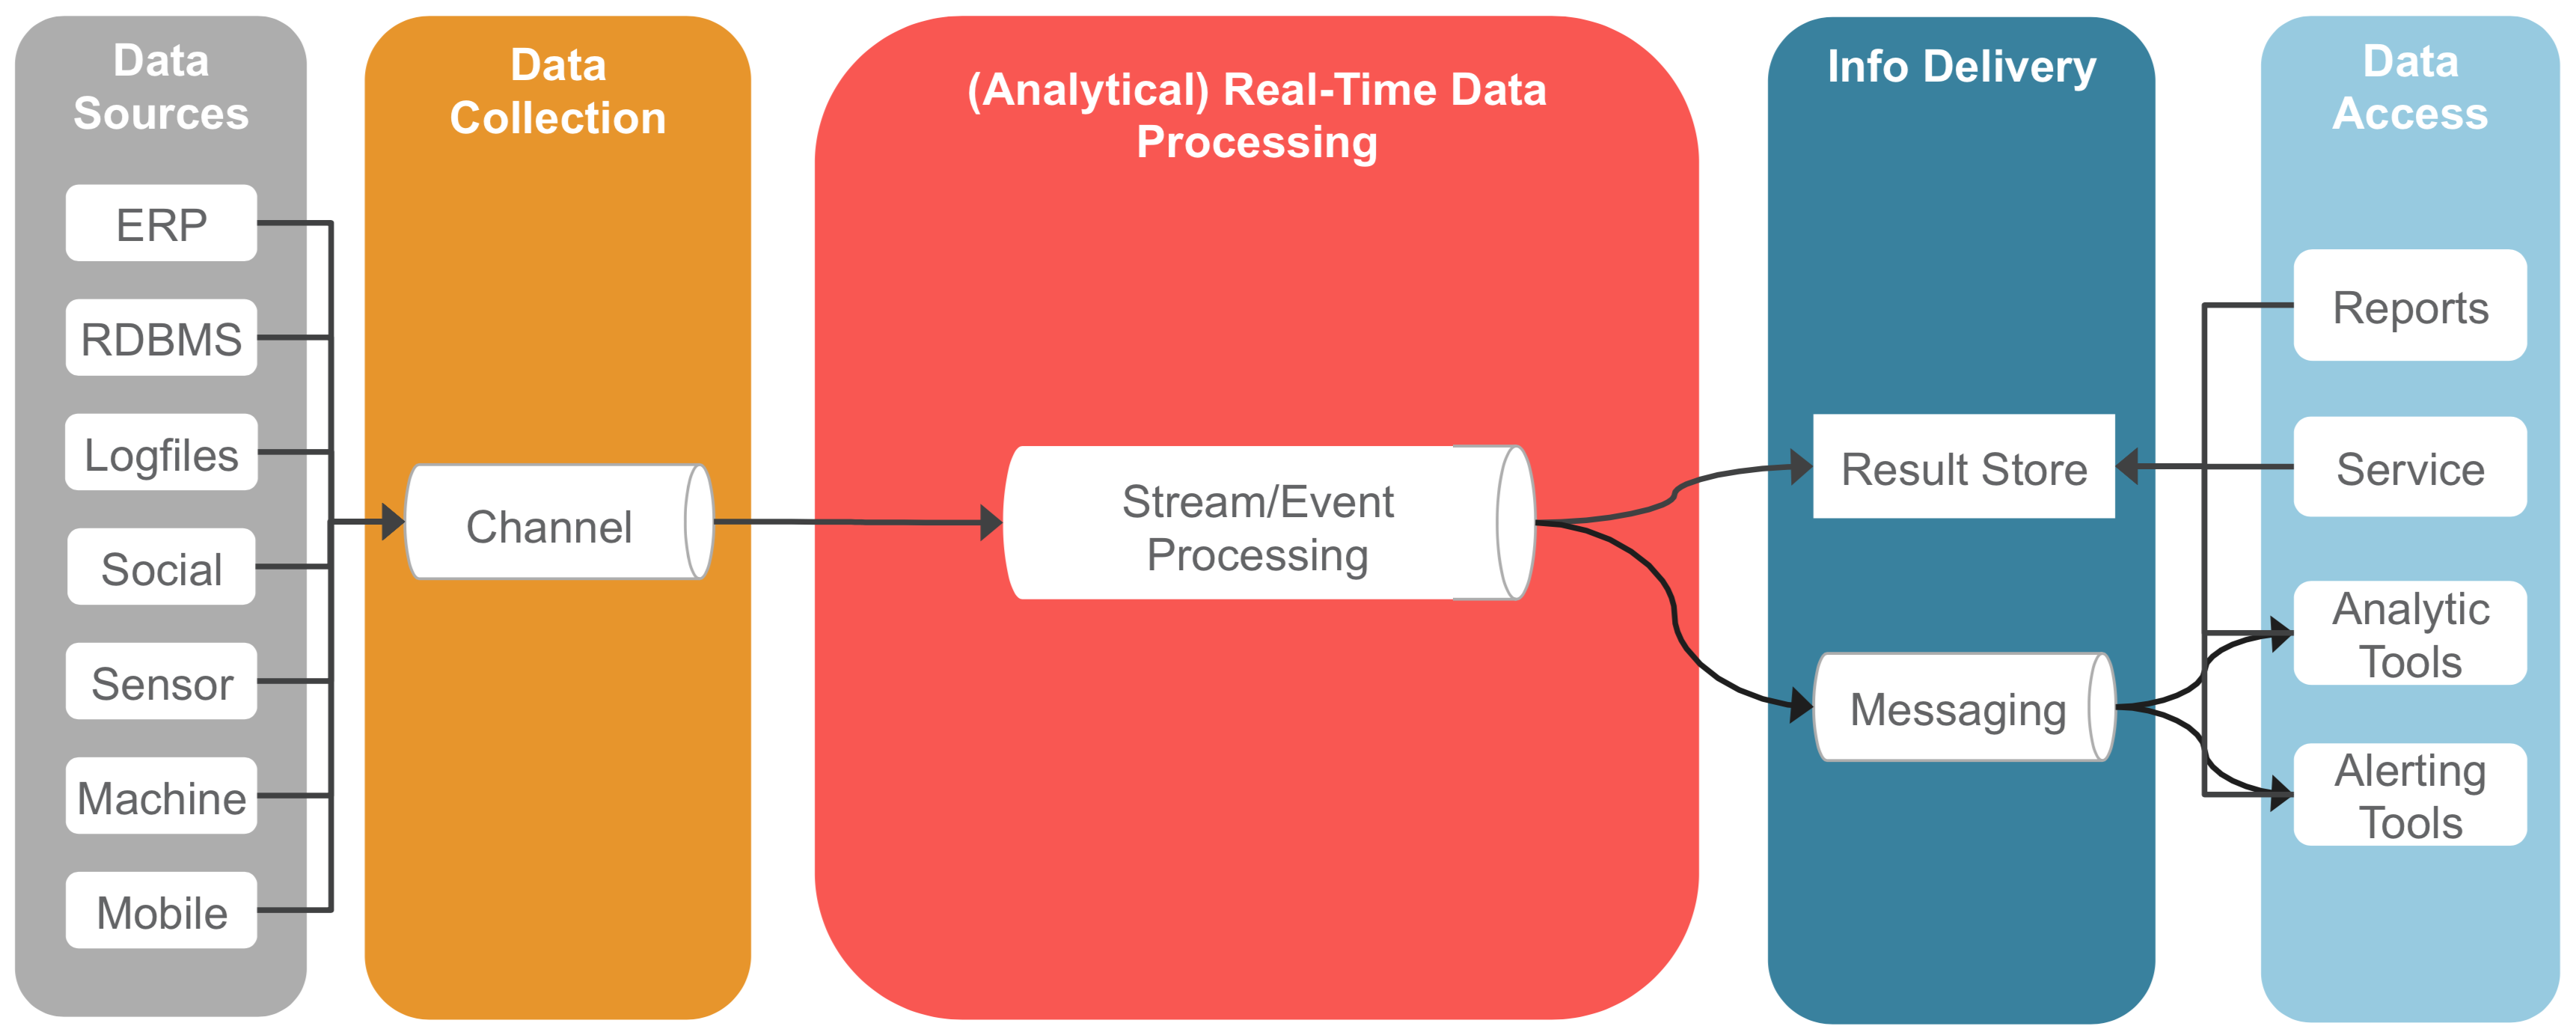 Data
Sources
ERP
RDBMS
Logfiles
Social
Sensor
Machine
Mobile
Data
Collection
Channel
(Analytical) Real-Time Data
Processing
Stream/Event
Processing
Info Delivery
Result Store
Messaging
Data
Access
Reports
Service
Analytic
Tools
Alerting
Tools